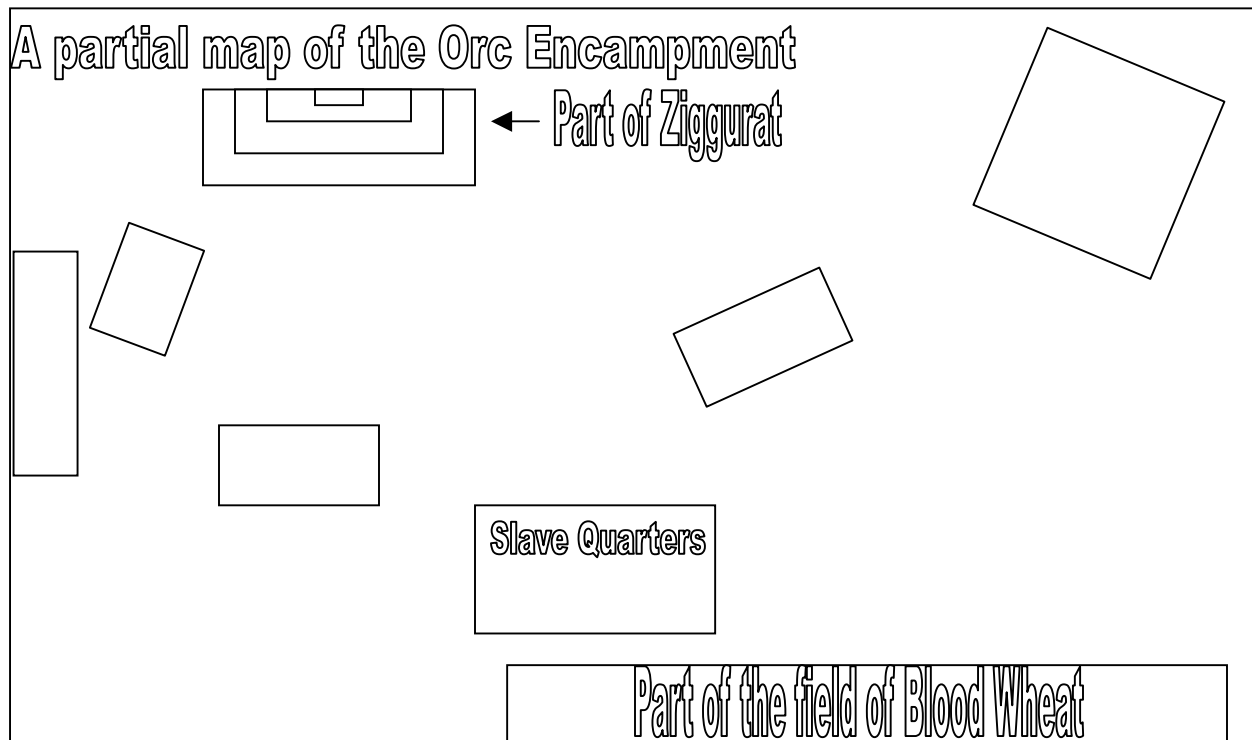 A partial map of the Orc Encampment
Part of Ziggurat
Slave Quarters
Part of the field of Blood Wheat